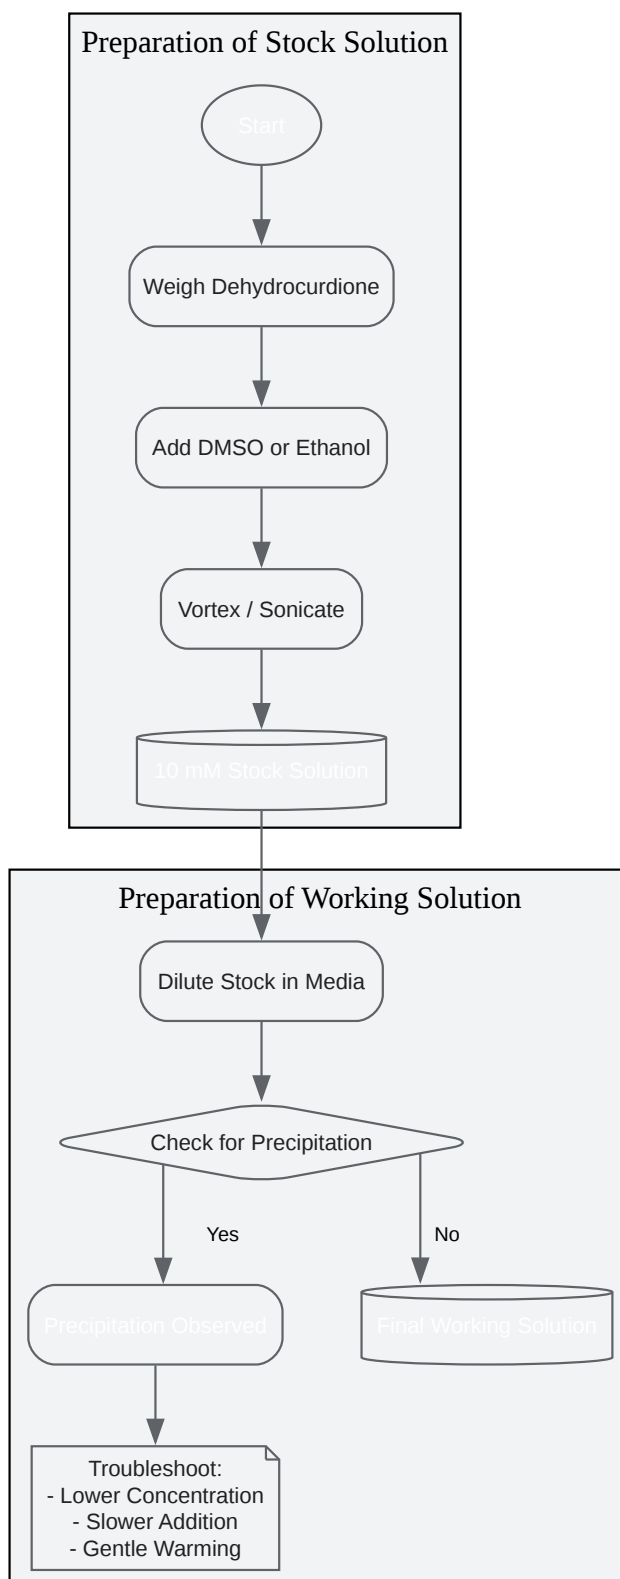 Preparation of Stock Solution
Start
Weigh Dehydrocurdione
Add DMSO or Ethanol
Vortex / Sonicate
10 mM Stock Solution
Preparation of Working Solution
Dilute Stock in Media
Check for Precipitation
Yes
No
Precipitation Observed
Final Working Solution
Troubleshoot:
- Lower Concentration
- Slower Addition
- Gentle Warming